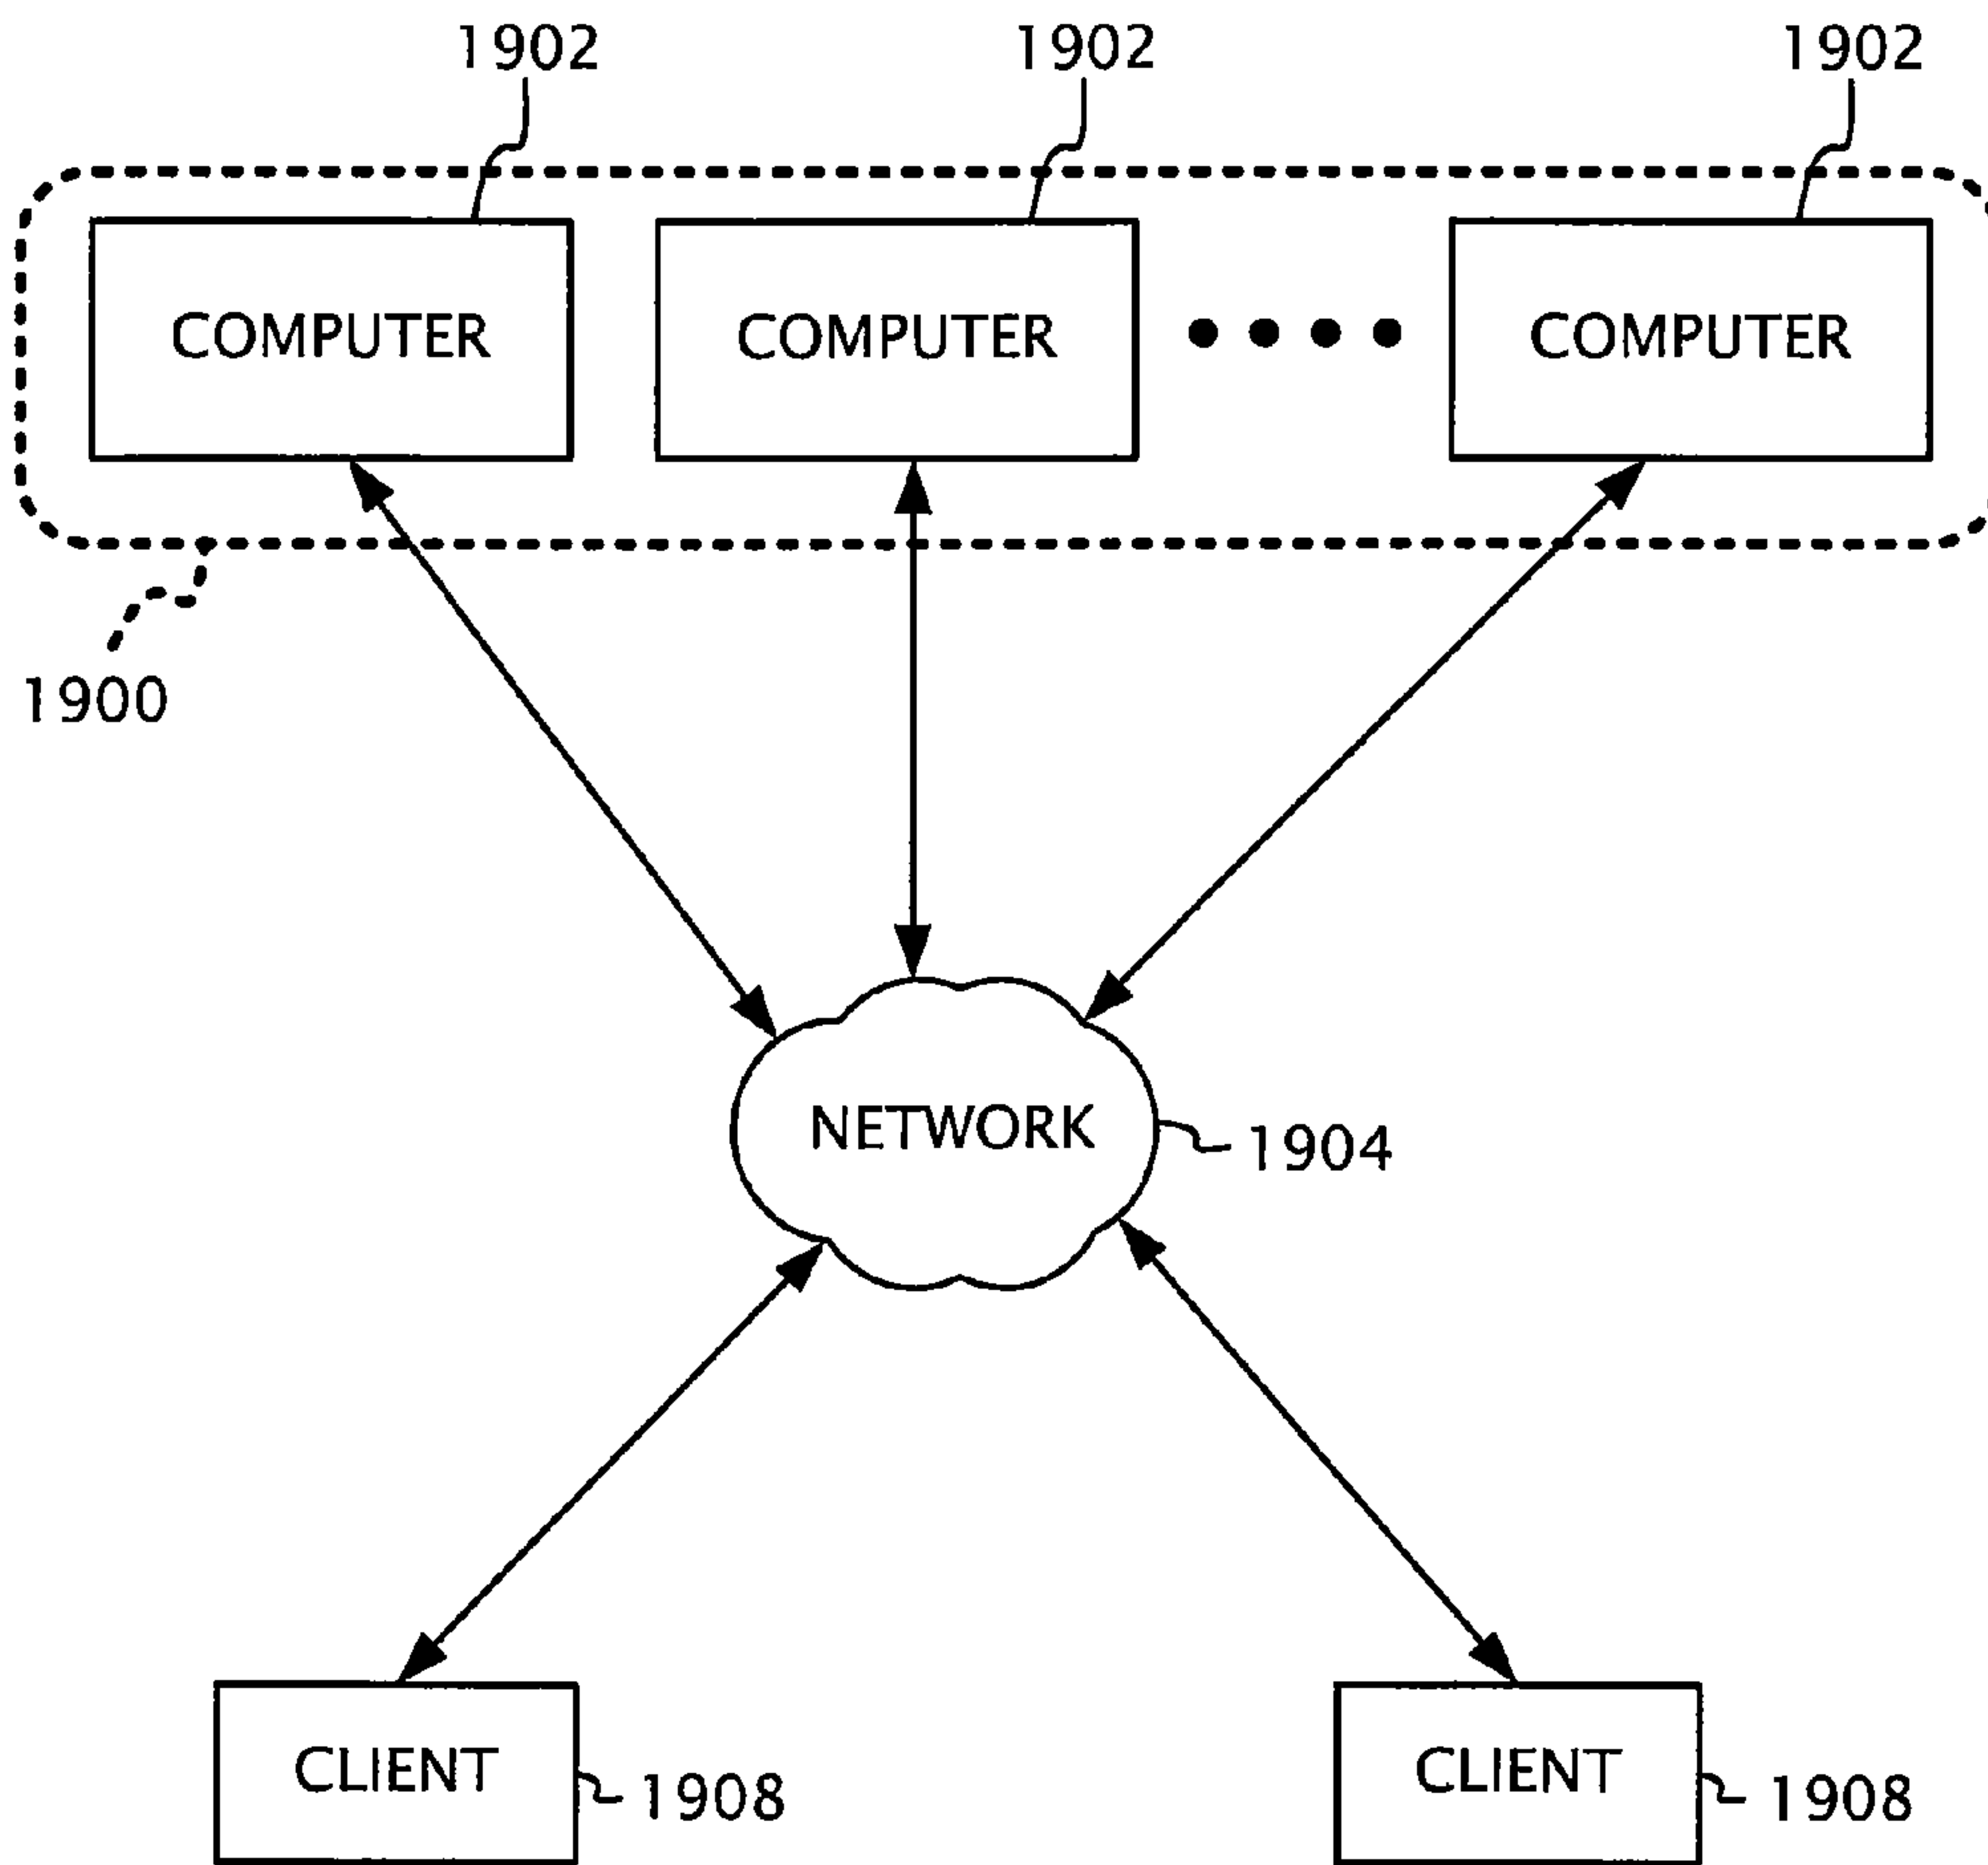 1902 1902 1902
COMPUTER COMPUTER COMPUTER
1900
NETWORK 1904
CLIENT 1908 CLIENT 1908